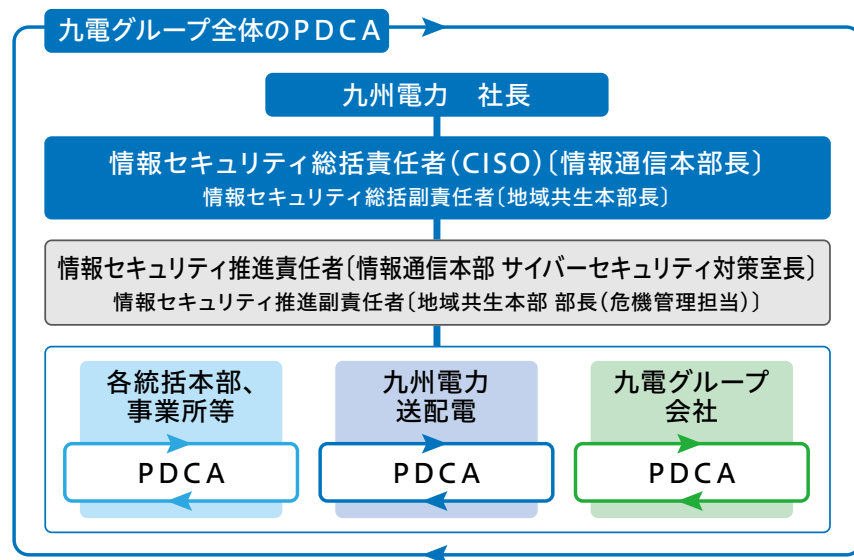 九電グループ全体のPDCA
九州電力 社長
情報セキュリティ総括責任者(CISO)〔情報通信本部長〕
情報セキュリティ総括副責任者〔地域共生本部長〕
情報セキュリティ推進責任者〔情報通信本部 サイバーセキュリティ対策室長〕
情報セキュリティ推進副責任者〔地域共生本部 部長(危機管理担当)〕
各統括本部、
事業所等
PDCA
九州電力
送配電
PDCA
九電グループ
会社
PDCA